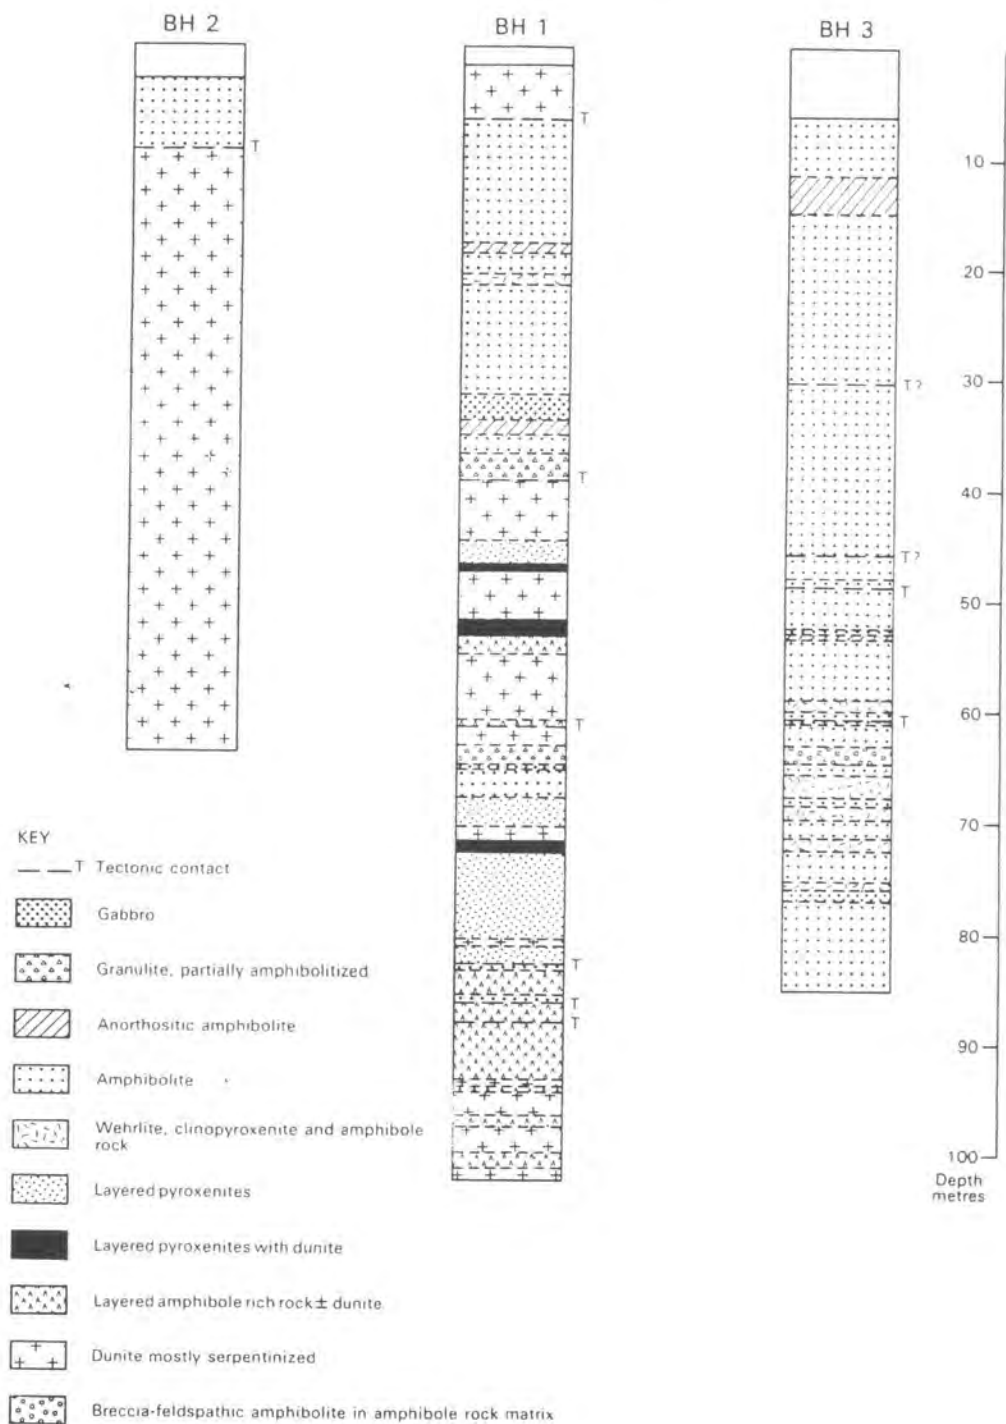 BH 2
BH 1
BH 3
T
T
T
T
T
T
T
T?
T?
T
T
10
20
30
40
50
60
70
80
90
100
Depth
metres
KEY
T Tectonic contact
Gabbro
Granulite, partially amphibolitized
Anorthositic amphibolite
Amphibolite
Wehrlite, clinopyroxenite and amphibole
rock
Layered pyroxenites
Layered pyroxenites with dunite
Layered amphibole rich rock ± dunite
Dunite mostly serpentinized
Breccia-feldspathic amphibolite in amphibole rock matrix